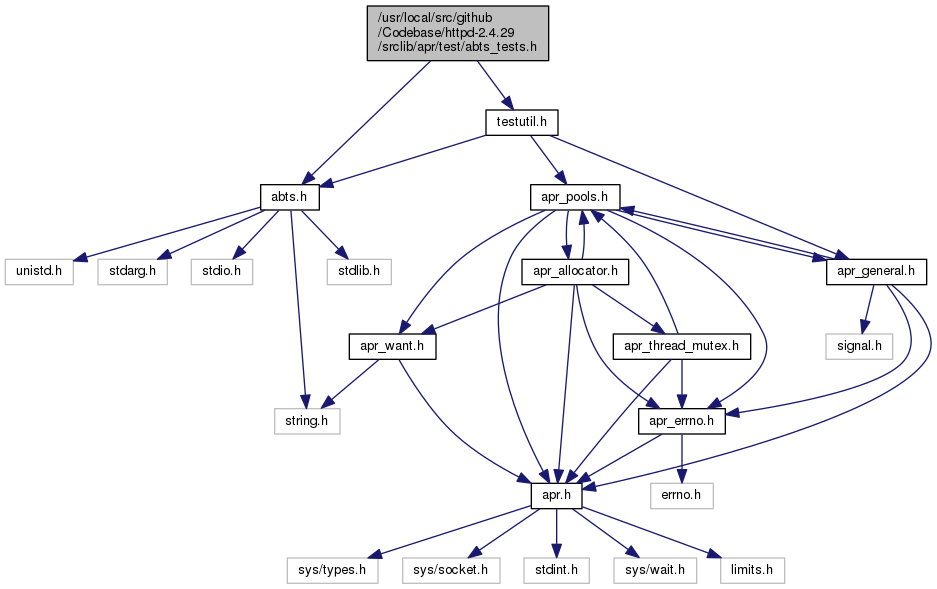 /usr/local/src/github
/Codebase/httpd-2.4.29
/srclib/apr/test/abts_tests.h
testutil.h
abts.h
apr_pools.h
unistd.h
stdarg.h
stdio.h
stdlib.h
apr_allocator.h
apr_general.h
apr_want.h
apr_thread_mutex.h
signal.h
string.h
apr_errno.h
apr.h
errno.h
sys/types.h
sys/socket.h
stdint.h
sys/wait.h
limits.h